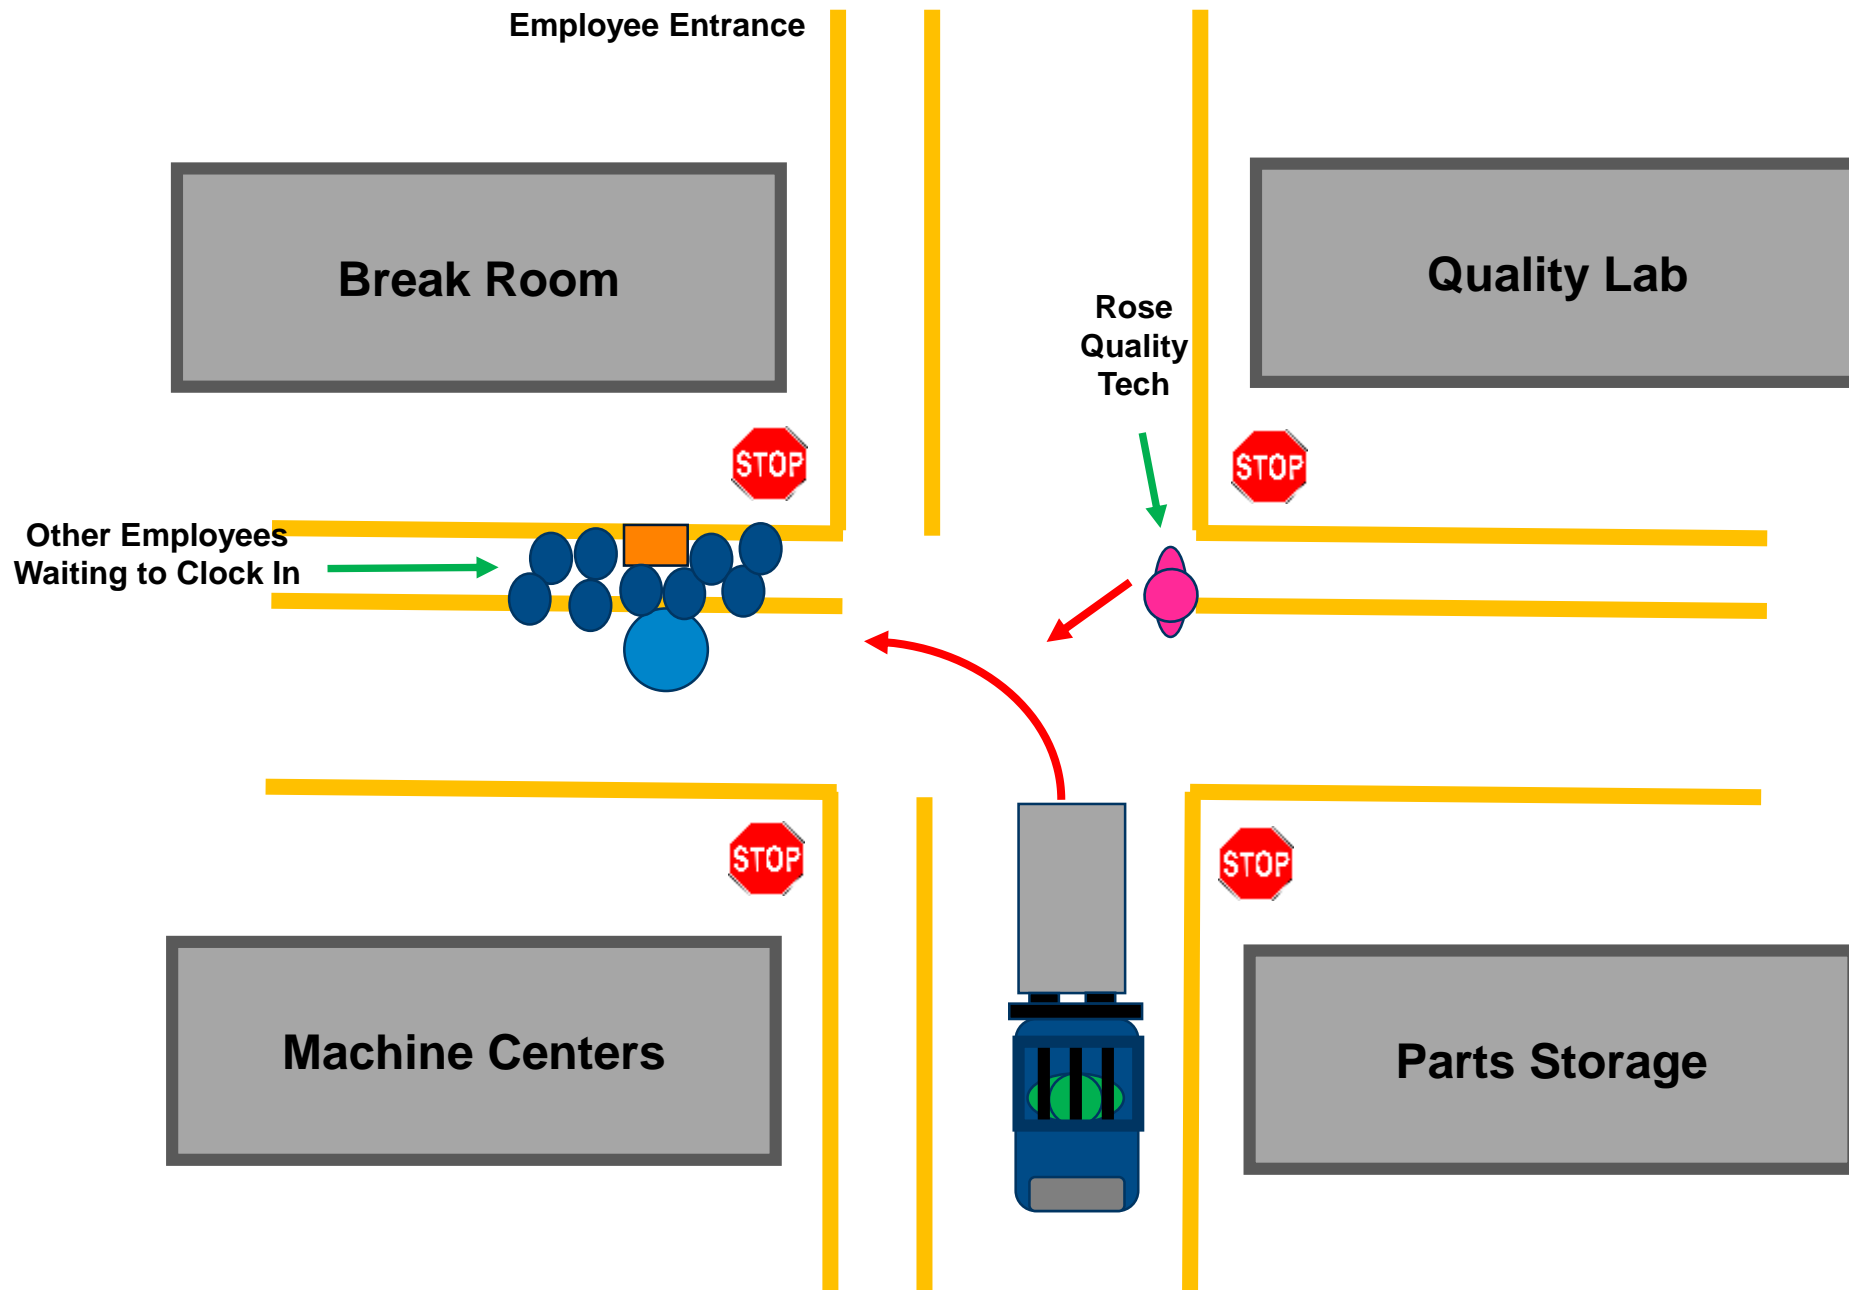 Employee Entrance
Break Room
Quality Lab
Rose
Quality
Tech
STOP
STOP
Other Employees
Waiting to Clock In
STOP
STOP
Machine Centers
Parts Storage